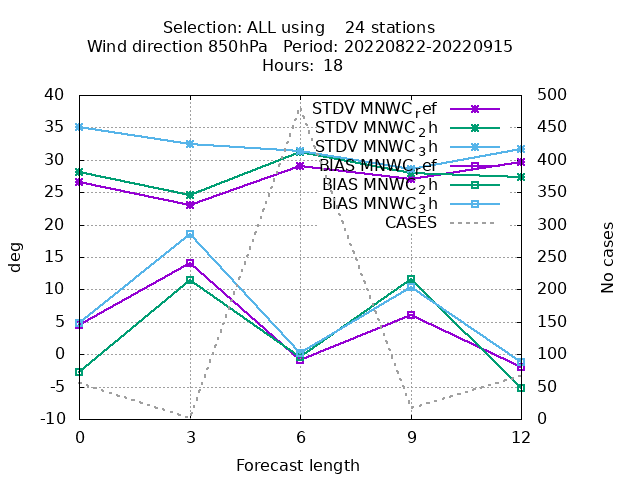 Selection: ALL using    24 stations
Wind direction 850hPa   Period: 20220822-20220915
Hours: 18
40
35
30
25
20
15
10
5
0
-5
-10
deg
STDV MNWC_ref
STDV MNWC_2h
STDV MNWC_3h
BIAS MNWC_ref
BIAS MNWC_2h
BIAS MNWC_3h
CASES
500
450
400
350
300
250
200
150
100
50
0
No cases
0 3 6 9 12
Forecast length